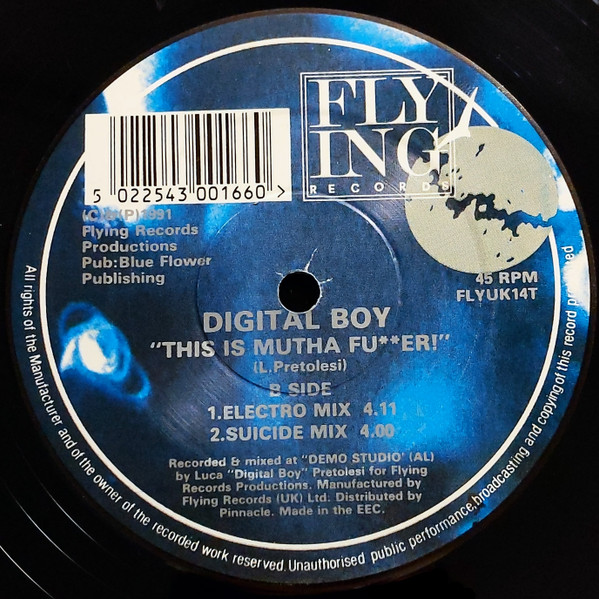 FLY
ING
RECORDS
5 022543 001660 >
(C)&(P)1991
Flying Records
Productions
Pub:Blue Flower
Publishing
45 RPM
FLYUK14T
DIGITAL BOY
"THIS IS MUTHA FU**ER!"
(L.Pretolesi)
B SIDE
1.ELECTRO MIX 4.11
2.SUICIDE MIX 4.00
Recorded & mixed at "DEMO STUDIO' (AL)
by Luca "Digital Boy" Pretolesi for Flying
Records Productions. Manufactured by
Flying Records (UK) Ltd. Distributed by
Pinnacle. Made in the EEC.
All rights of the Manufacturer and of the owner of the recorded work reserved. Unauthorised public performance, broadcasting and copying of this record prohibited